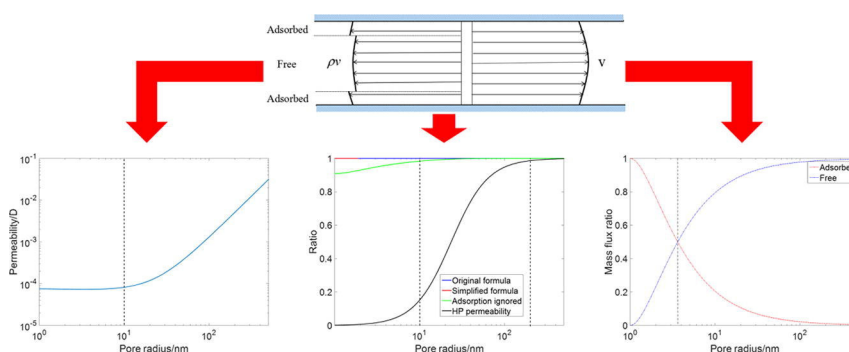 Adsorbed
Free
ρv
v
Adsorbed
Permeability/D
10-1
10-2
10-3
10-4
10-5
100
101
102
Pore radius/nm
Ratio
1
0.8
0.6
0.4
0.2
0
Original formula
Simplified formula
Adsorption ignored
HP permeability
101
102
Pore radius/nm
Mass flux ratio
1
0.8
0.6
0.4
0.2
0
Adsorbe
Free
100
101
102
Pore radius/nm